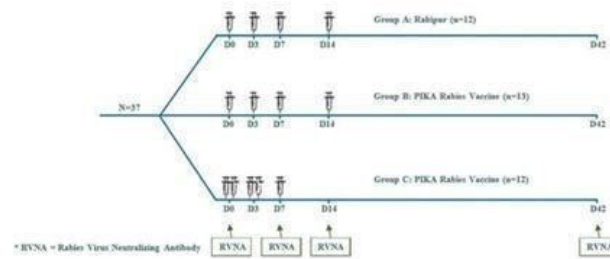 Group A: Rabipur (n=12)
D0 D3 D7 D14 D42
N=37
Group B: PIKA Rabies Vaccine (n=13)
D0 D3 D7 D14 D42
Group C: PIKA Rabies Vaccine (n=12)
D0 D3 D7 D14 D42
* RVNA = Rabies Virus Neutralizing Antibody
RVNA RVNA RVNA RVNA